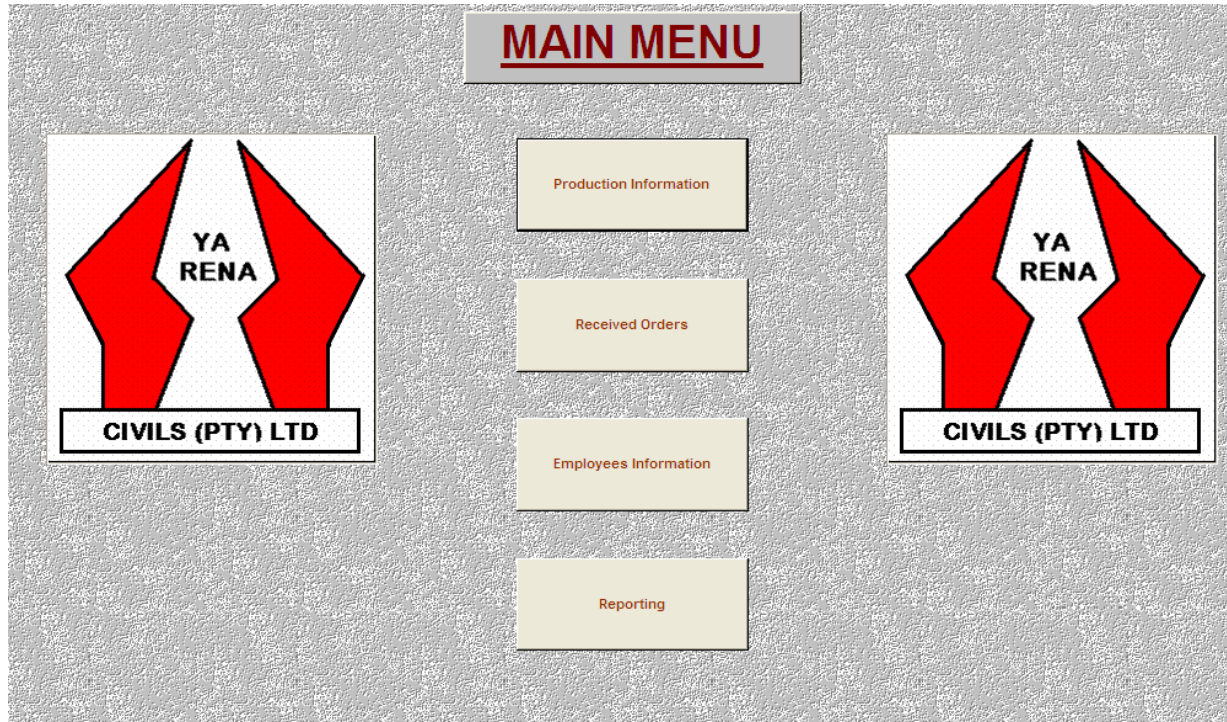 MAIN MENU
YA
RENA
CIVILS (PTY) LTD
Production Information
Received Orders
Employees Information
Reporting
YA
RENA
CIVILS (PTY) LTD